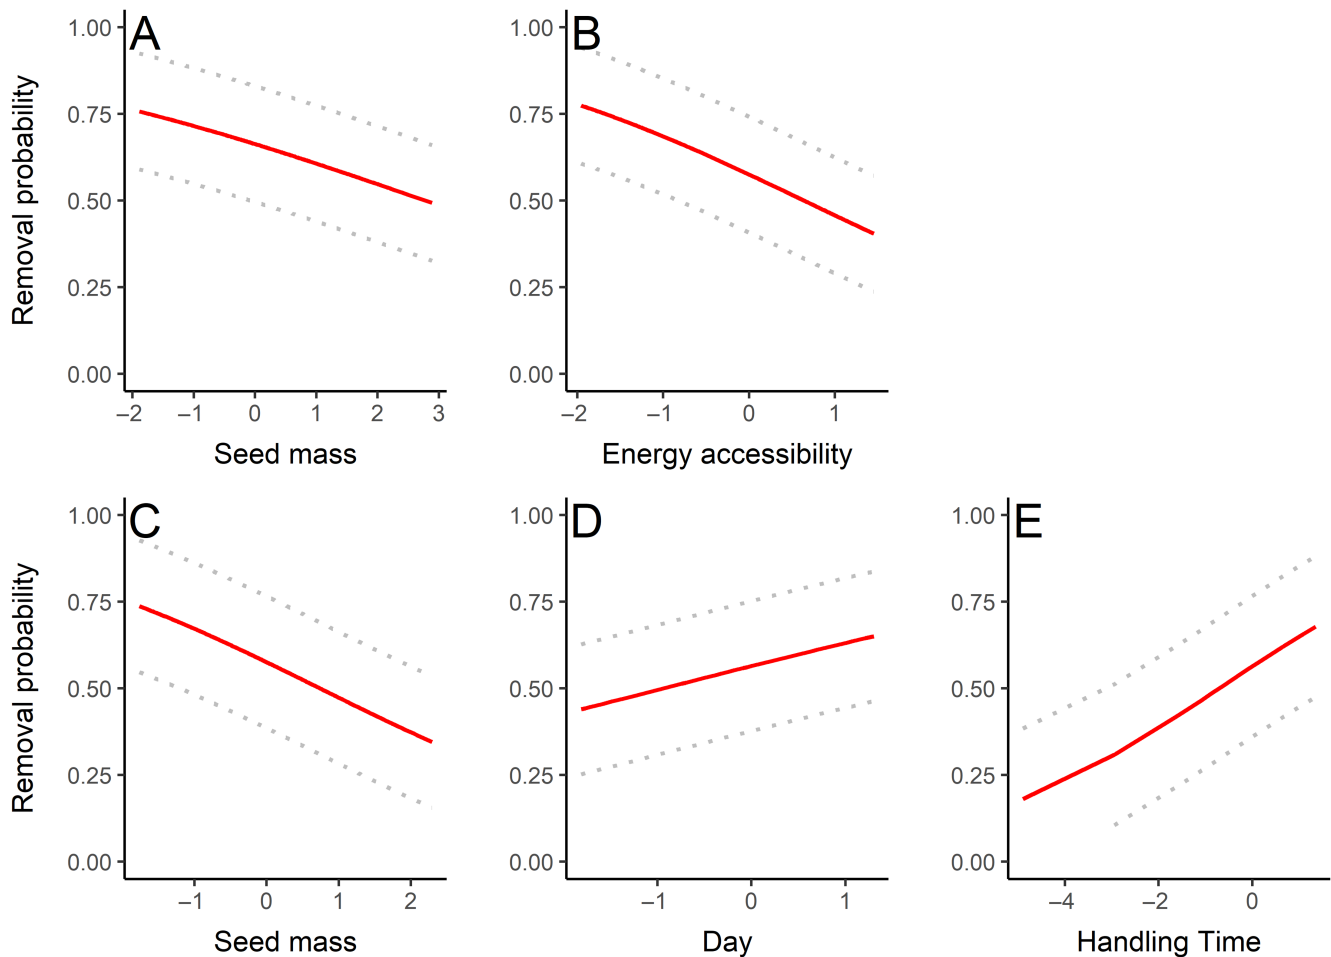 A
B
1.00
0.75
0.50
0.25
0.00
1.00
0.75
0.50
0.25
0.00
Removal probability
−2 −1 0 1 2 3
−2 −1 0 1
Seed mass
Energy accessibility
C
D
E
1.00
0.75
0.50
0.25
0.00
1.00
0.75
0.50
0.25
0.00
1.00
0.75
0.50
0.25
0.00
Removal probability
−1 0 1 2
−1 0 1
−4 −2 0
Seed mass
Day
Handling Time